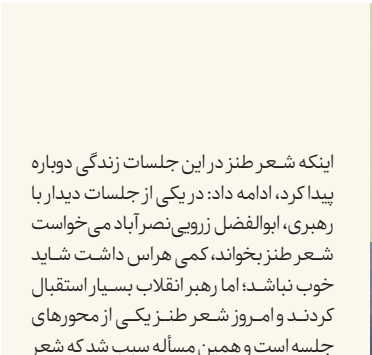 اینکه شعر طنز در این جلسات زندگی دوباره
پیدا کرد، ادامه داد: در یکی از جلسات دیدار با
رهبری، ابوالفضل زرویی‌نصرآباد می‌خواست
شعر طنز بخواند، کمی هراس داشت شاید
خوب نباشد؛ اما رهبر انقلاب بسیار استقبال
کردند و امروز شعر طنز یکی از محورهای
جلسه است و همین مسأله سبب شد که شعر